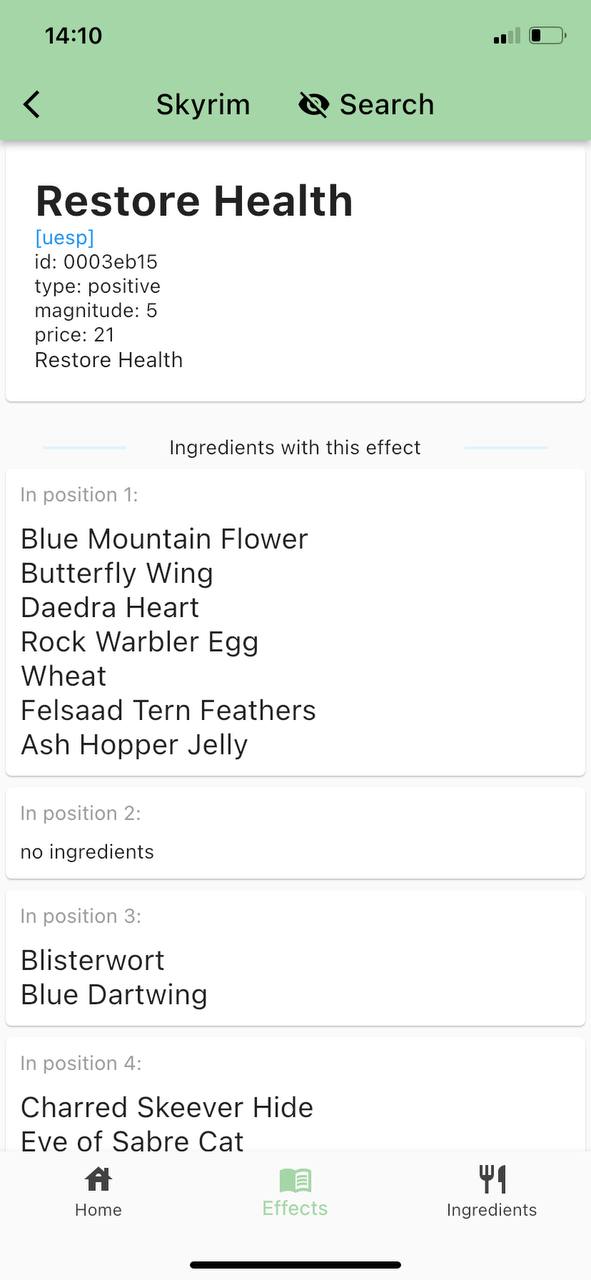 14:10
Skyrim
Search
Restore Health
[uesp]
id: 0003eb15
type: positive
magnitude: 5
price: 21
Restore Health
Ingredients with this effect
In position 1:
Blue Mountain Flower
Butterfly Wing
Daedra Heart
Rock Warbler Egg
Wheat
Felsaad Tern Feathers
Ash Hopper Jelly
In position 2:
no ingredients
In position 3:
Blisterwort
Blue Dartwing
In position 4:
Charred Skeever Hide
Eye of Sabre Cat
Home
Effects
Ingredients